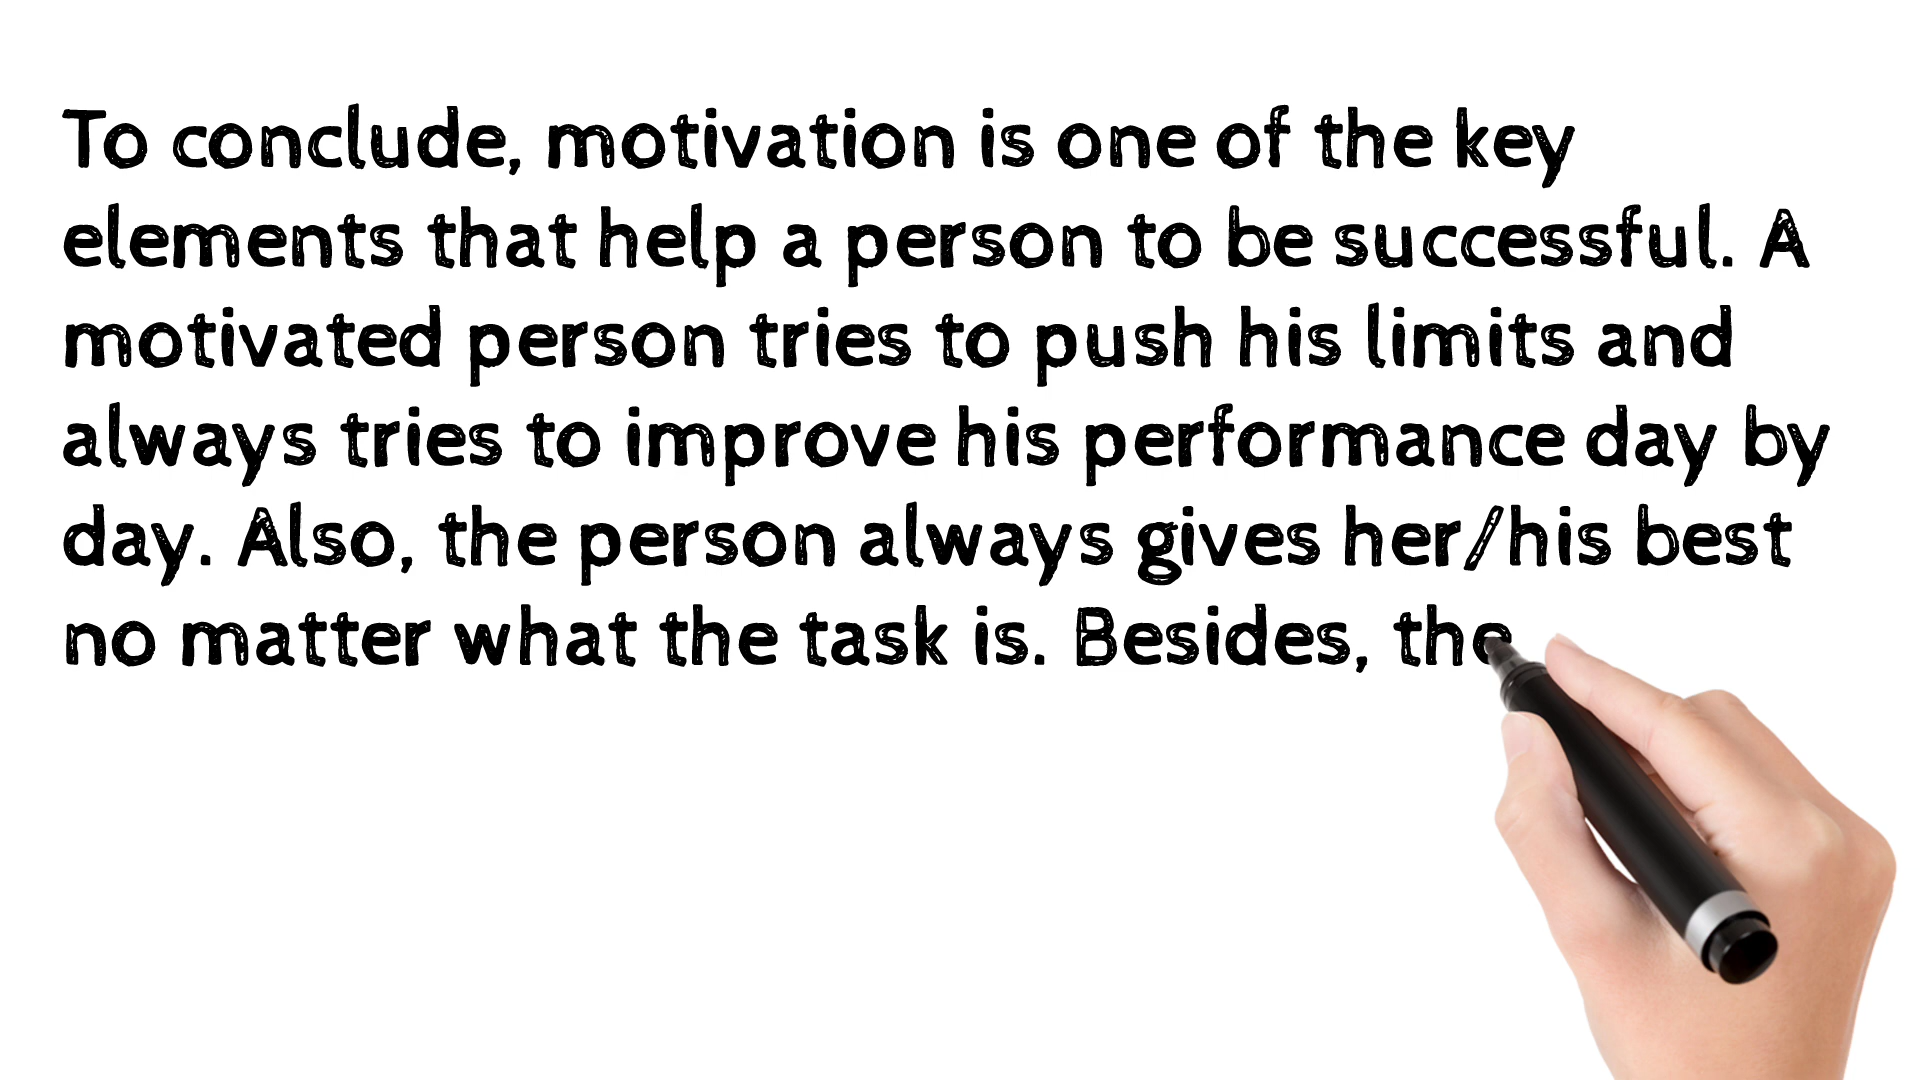 To conclude, motivation is one of the key
elements that help a person to be successful. A
motivated person tries to push his limits and
always tries to improve his performance day by
day. Also, the person always gives her/his best
no matter what the task is. Besides, the